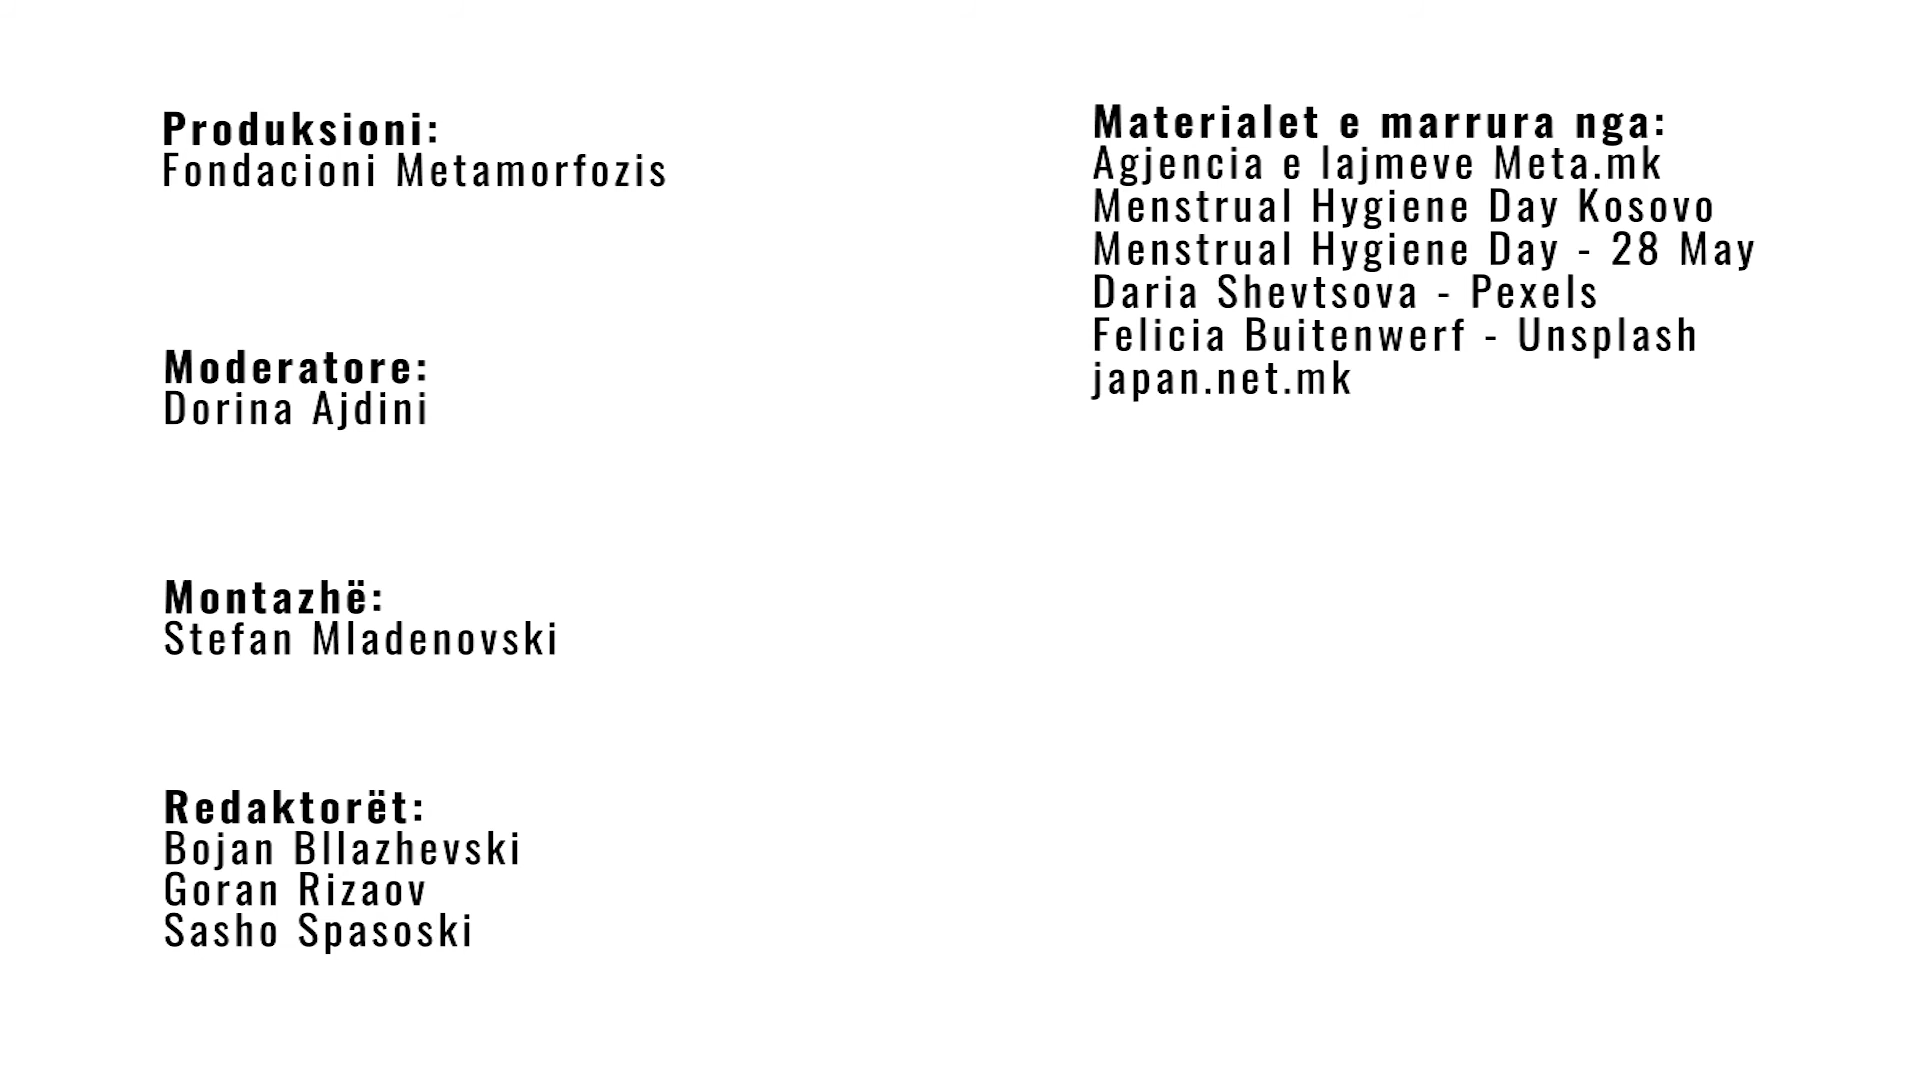 Produksioni:
Fondacioni Metamorfozis
Moderatore:
Dorina Ajdini
Montazhë:
Stefan Mladenovski
Redaktorët:
Bojan Bllazhevski
Goran Rizaov
Sasho Spasoski
Materialet e marrura nga:
Agjencia e lajmeve Meta.mk
Menstrual Hygiene Day Kosovo
Menstrual Hygiene Day - 28 May
Daria Shevtsova - Pexels
Felicia Buitenwerf - Unsplash
japan.net.mk